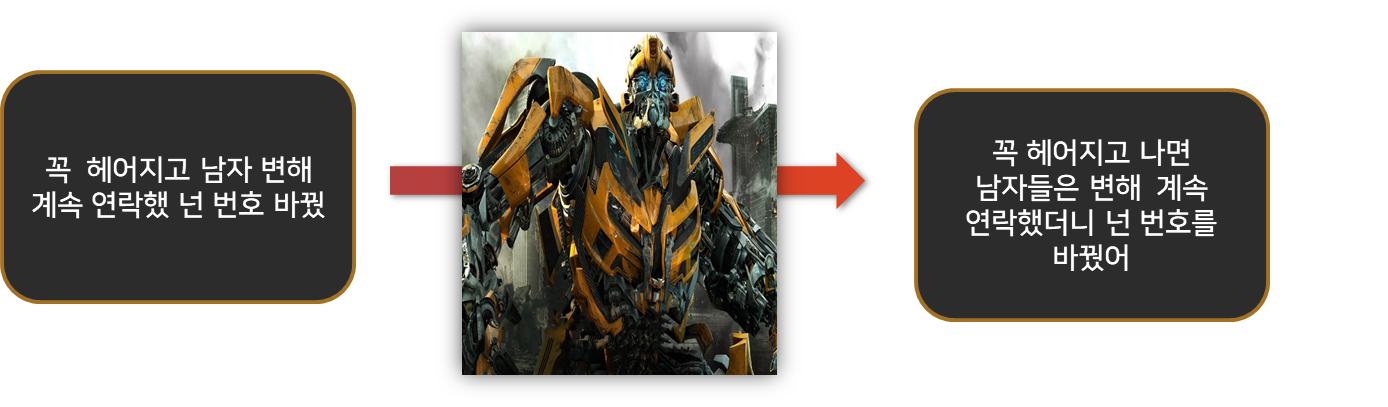 꼭  헤어지고 남자 변해
계속 연락했 넌 번호 바꿨
꼭 헤어지고 나면
남자들은 변해  계속
연락했더니 넌 번호를
바꿨어